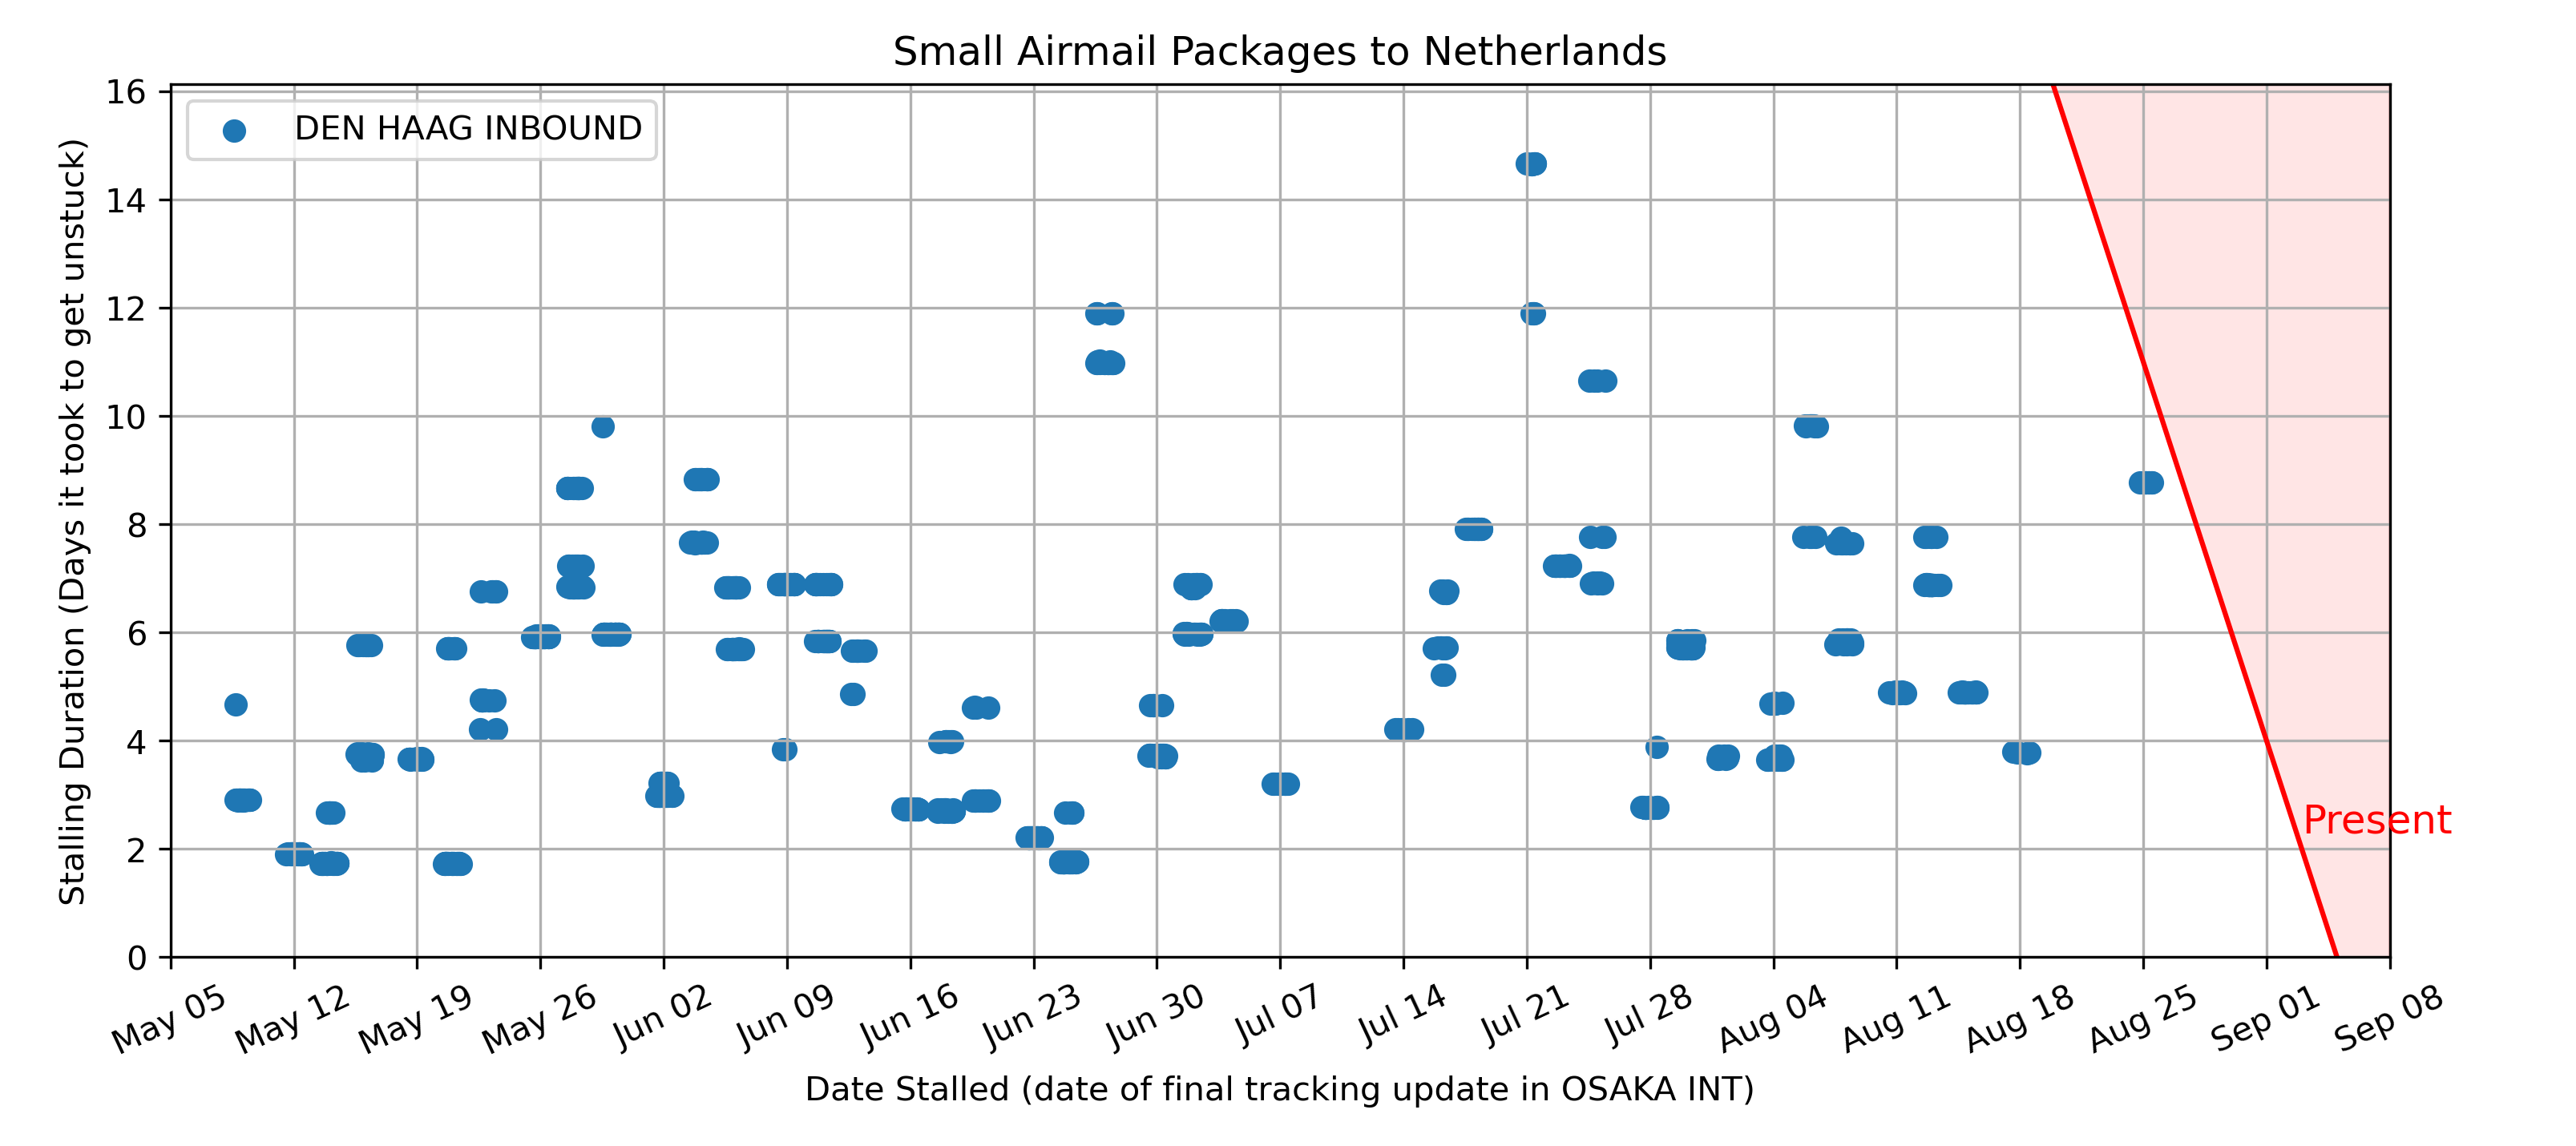 Small Airmail Packages to Netherlands
DEN HAAG INBOUND
Stalling Duration (Days it took to get unstuck)
16
14
12
10
8
6
4
2
0
Present
May 05 May 12 May 19 May 26 Jun 02 Jun 09 Jun 16 Jun 23 Jun 30 Jul 07 Jul 14 Jul 21 Jul 28 Aug 04 Aug 11 Aug 18 Aug 25 Sep 01 Sep 08
Date Stalled (date of final tracking update in OSAKA INT)